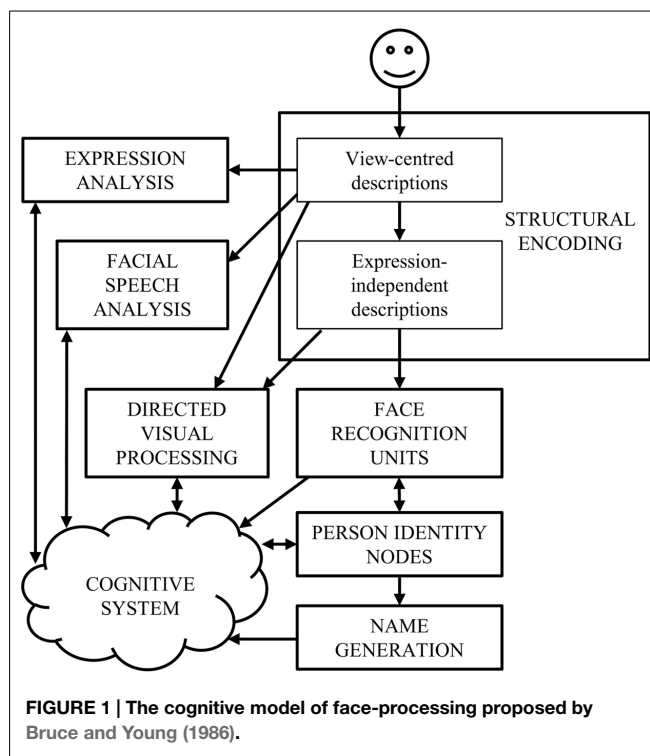 View-centred
descriptions
EXPRESSION
ANALYSIS
STRUCTURAL
ENCODING
FACIAL
SPEECH
ANALYSIS
Expression-
independent
descriptions
DIRECTED
VISUAL
PROCESSING
FACE
RECOGNITION
UNITS
PERSON IDENTITY
NODES
COGNITIVE
SYSTEM
NAME
GENERATION
FIGURE 1 | The cognitive model of face-processing proposed by
Bruce and Young (1986).